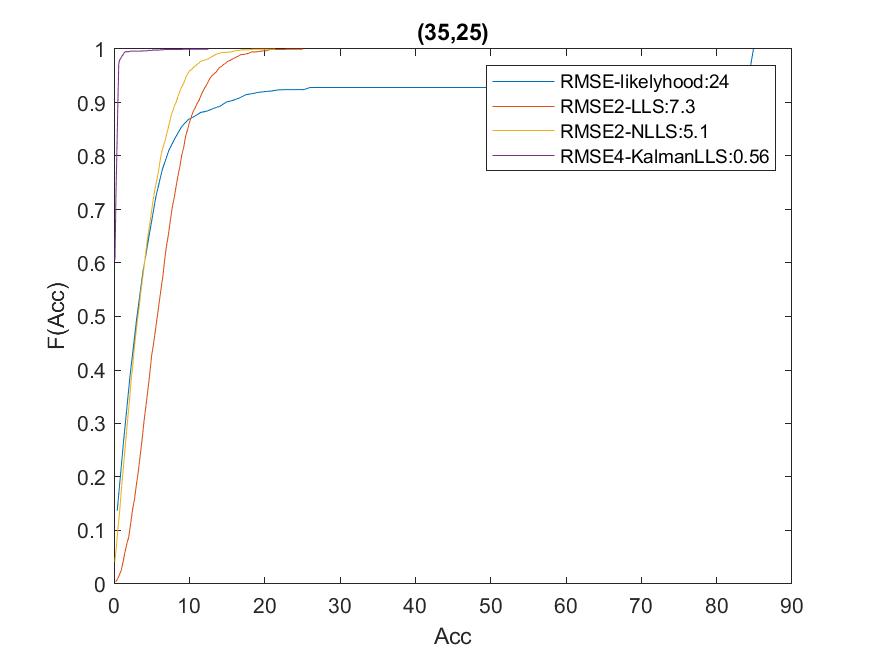 (35,25)
1
0.9
0.8
0.7
0.6
0.5
0.4
0.3
0.2
0.1
0
F(Acc)
RMSE-likelyhood:24
RMSE2-LLS:7.3
RMSE2-NLLS:5.1
RMSE4-KalmanLLS:0.56
0 10 20 30 40 50 60 70 80 90
Acc